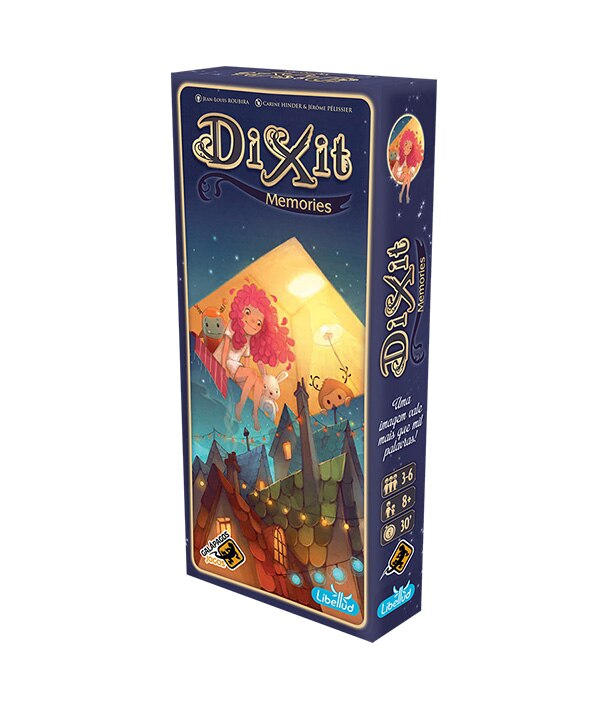 JEAN-LOUIS ROUBIRA
CARINE HINDER & JÉRÔME PÉLISSIER
DiXit
Memories
GALÁPAGOS
JOGOS
Libellud
DiXit
Memories
Uma
imagem vale
mais que mil
palavras!
3-6
8+
30'